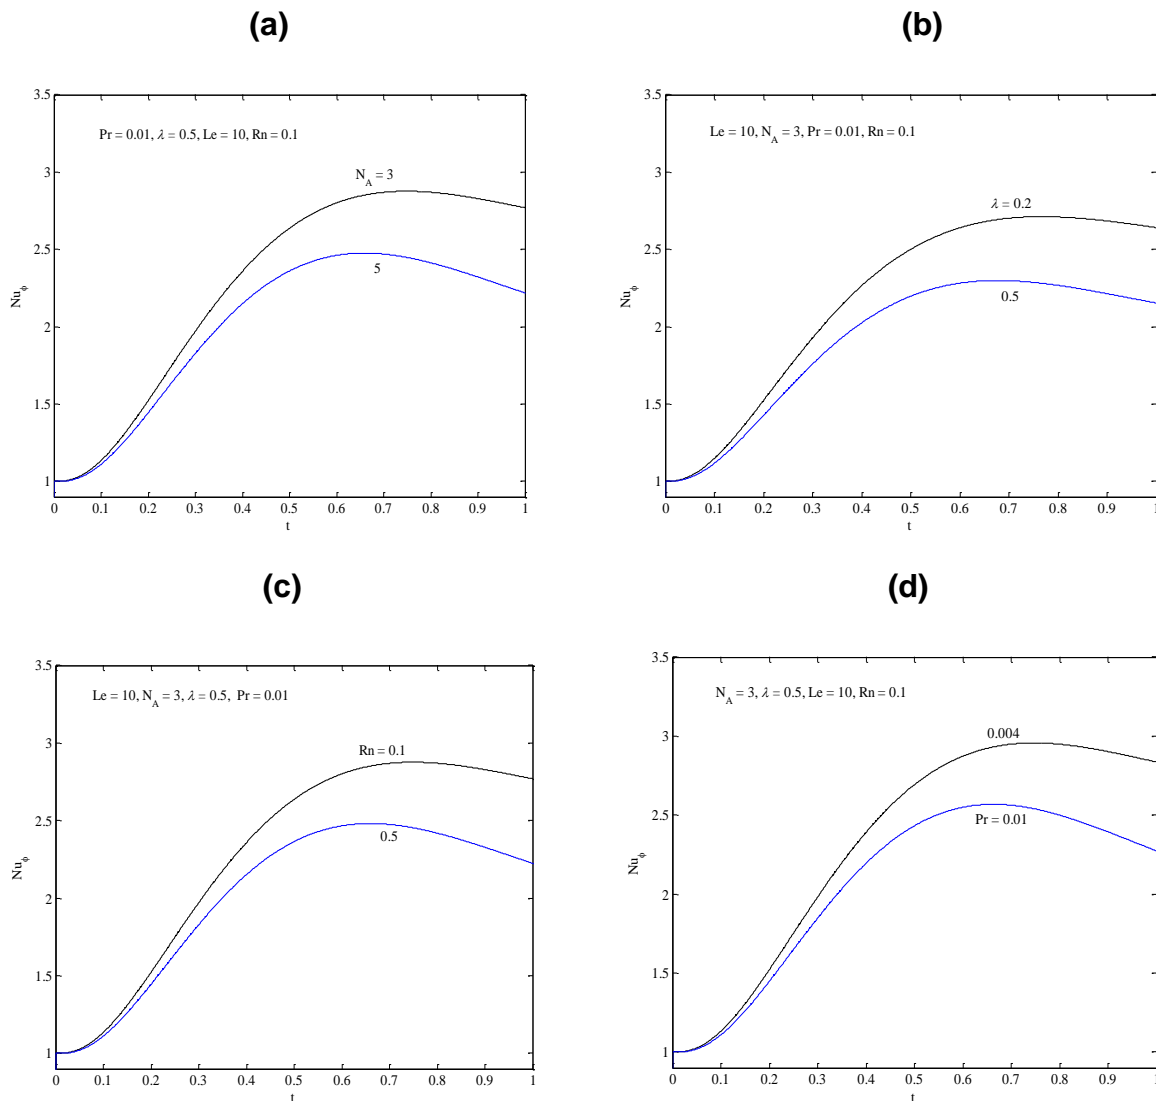 (a)
(b)
3.5
3
2.5
2
1.5
1
Nu_ϕ
Pr = 0.01, λ = 0.5, Le = 10, Rn = 0.1
N_A = 3
5
0 0.1 0.2 0.3 0.4 0.5 0.6 0.7 0.8 0.9 1
t
3.5
3
2.5
2
1.5
1
Nu_ϕ
Le = 10, N_A = 3, Pr = 0.01, Rn = 0.1
λ = 0.2
0.5
0 0.1 0.2 0.3 0.4 0.5 0.6 0.7 0.8 0.9 1
t
(c)
(d)
3.5
3
2.5
2
1.5
1
Nu_ϕ
Le = 10, N_A = 3, λ = 0.5, Pr = 0.01
Rn = 0.1
0.5
0 0.1 0.2 0.3 0.4 0.5 0.6 0.7 0.8 0.9 1
t
3.5
3
2.5
2
1.5
1
Nu_ϕ
N_A = 3, λ = 0.5, Le = 10, Rn = 0.1
0.004
Pr = 0.01
0 0.1 0.2 0.3 0.4 0.5 0.6 0.7 0.8 0.9 1
t